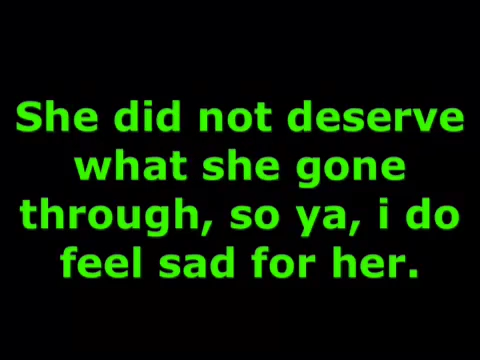 She did not deserve
what she gone
through, so ya, i do
feel sad for her.